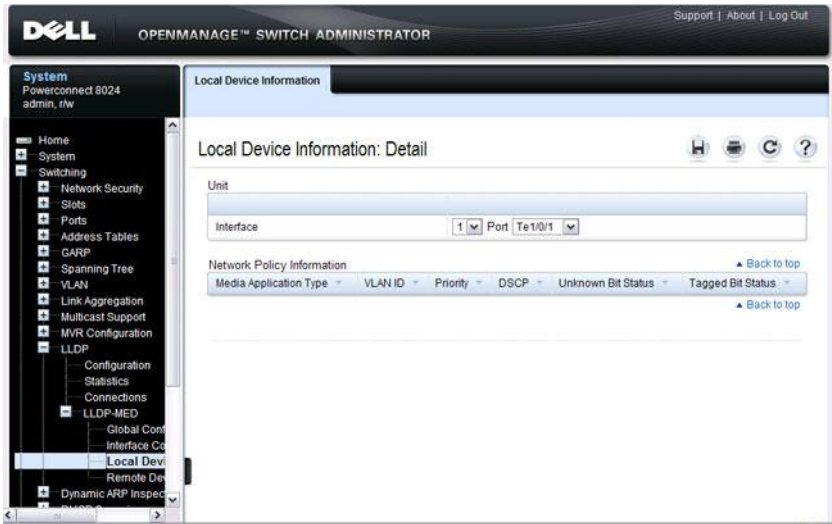 DELL
OPENMANAGE™ SWITCH ADMINISTRATOR
Support | About | Log Out
System
Powerconnect 8024
admin, r/w
Local Device Information
Home
System
Switching
Network Security
Slots
Ports
Address Tables
GARP
Spanning Tree
VLAN
Link Aggregation
Multicast Support
MVR Configuration
LLDP
Configuration
Statistics
Connections
LLDP-MED
Global Conf
Interface Co
Local Devi
Remote De
Dynamic ARP Inspec
Local Device Information: Detail
Unit
Interface 1 Port Te1/0/1
Network Policy Information
Back to top
Media Application Type VLAN ID Priority DSCP Unknown Bit Status Tagged Bit Status
Back to top